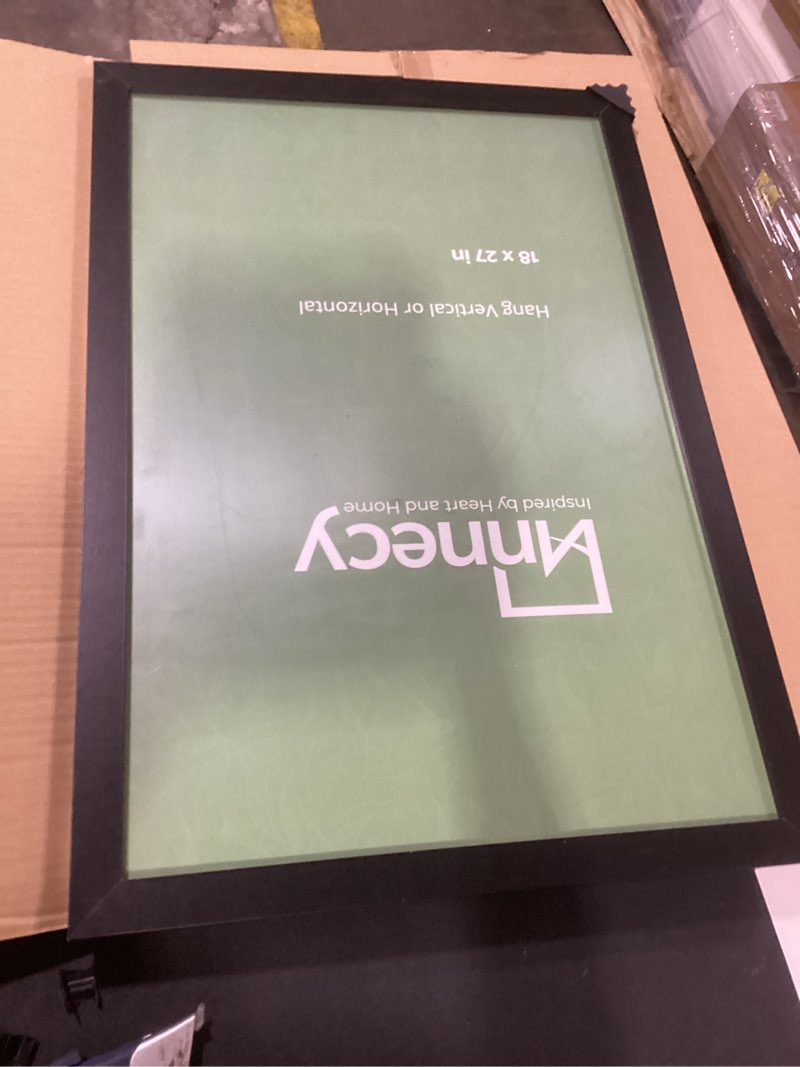 Annecy
Inspired by Heart and Home
Hang Vertical or Horizontal
18 x 27 in